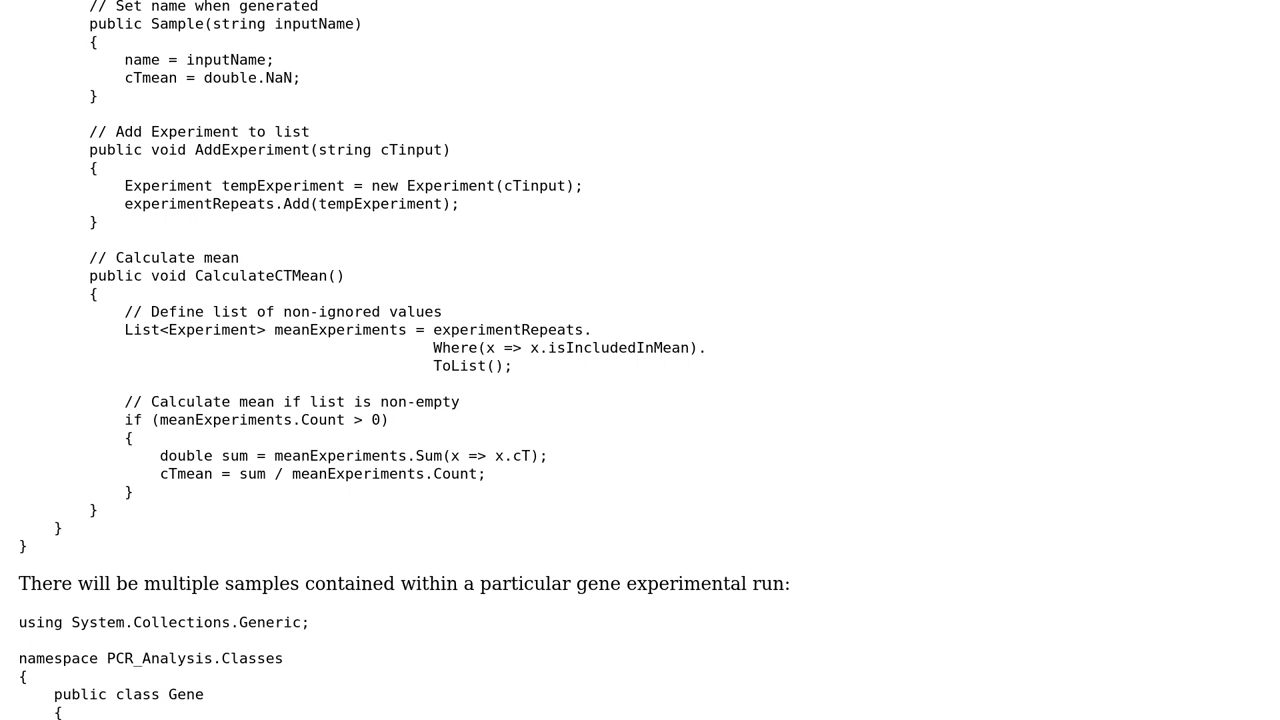 // Set name when generated
public Sample(string inputName)
{
name = inputName;
cTmean = double.NaN;
}
// Add Experiment to list
public void AddExperiment(string cTinput)
{
Experiment tempExperiment = new Experiment(cTinput);
experimentRepeats.Add(tempExperiment);
}
// Calculate mean
public void CalculateCTMean()
{
// Define list of non-ignored values
List<Experiment> meanExperiments = experimentRepeats.
Where(x => x.isIncludedInMean).
ToList();
// Calculate mean if list is non-empty
if (meanExperiments.Count > 0)
{
double sum = meanExperiments.Sum(x => x.cT);
cTmean = sum / meanExperiments.Count;
}
}
}
}
There will be multiple samples contained within a particular gene experimental run:
using System.Collections.Generic;
namespace PCR_Analysis.Classes
{
public class Gene
{